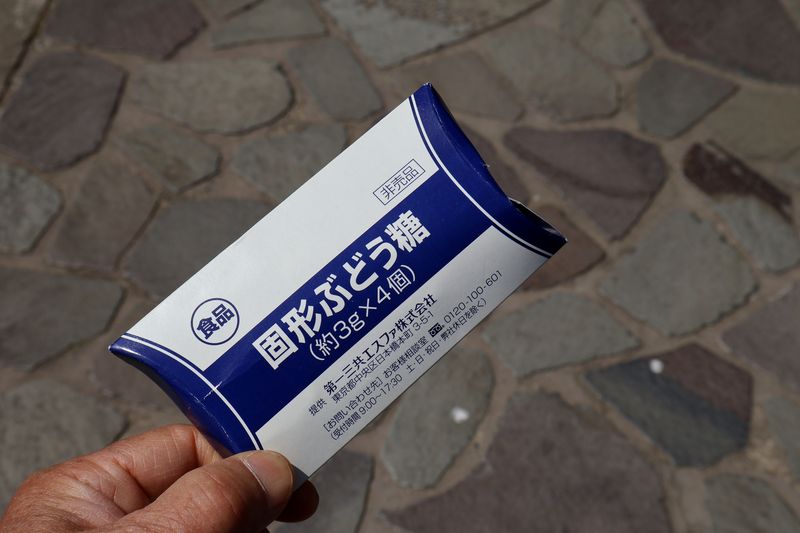 非売品
食品
固形ぶどう糖
(約3g×4個)
提供 第一三共エスファ株式会社
東京都中央区日本橋本町 3-5-1
[お問い合わせ先] お客様相談室 0120-100-601
(受付時間 9:00〜17:30 土・日・祝日・弊社休日を除く)